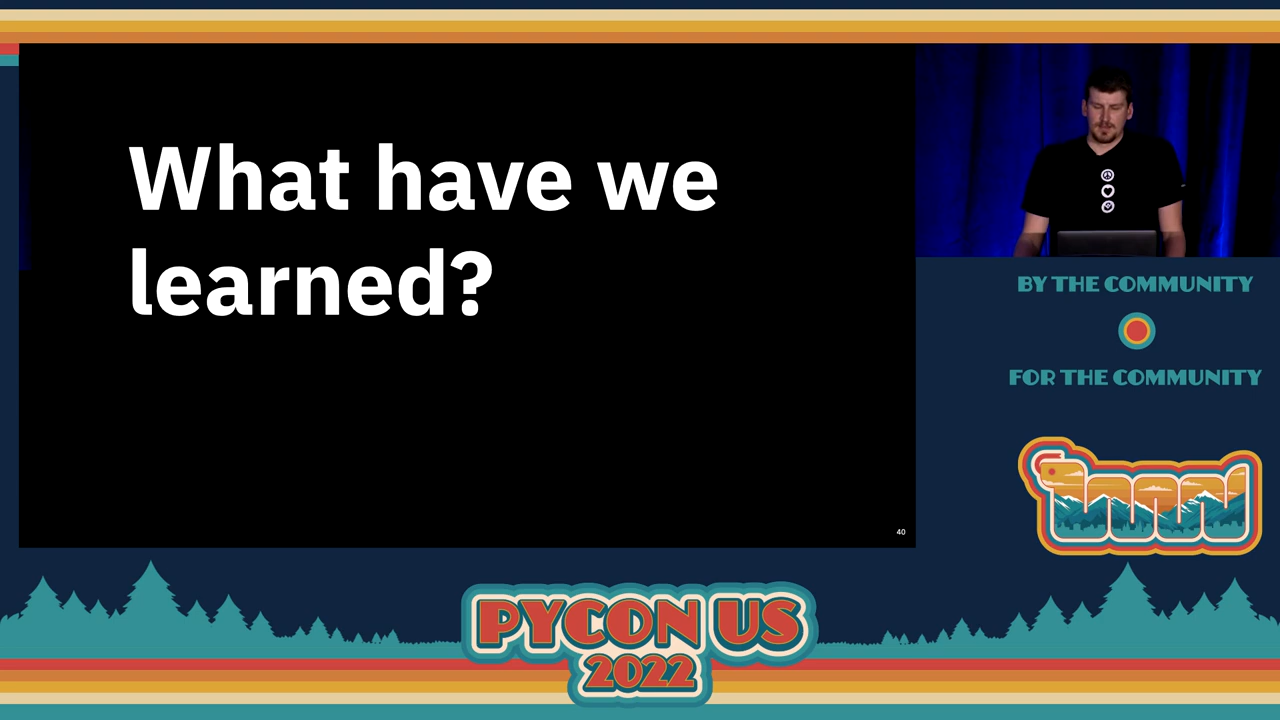 What have we
learned?
40
BY THE COMMUNITY
FOR THE COMMUNITY
PYCON US
2022